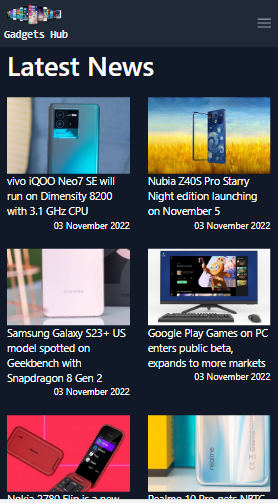 Gadgets Hub
Latest News
vivo iQOO Neo7 SE will
run on Dimensity 8200
with 3.1 GHz CPU
03 November 2022
Nubia Z40S Pro Starry
Night edition launching
on November 5
03 November 2022
Samsung Galaxy S23+ US
model spotted on
Geekbench with
Snapdragon 8 Gen 2
03 November 2022
Google Play Games on PC
enters public beta,
expands to more markets
03 November 2022
realme
Nokia 2780 Flip is a new
Realme 10 Pro gets NBTC